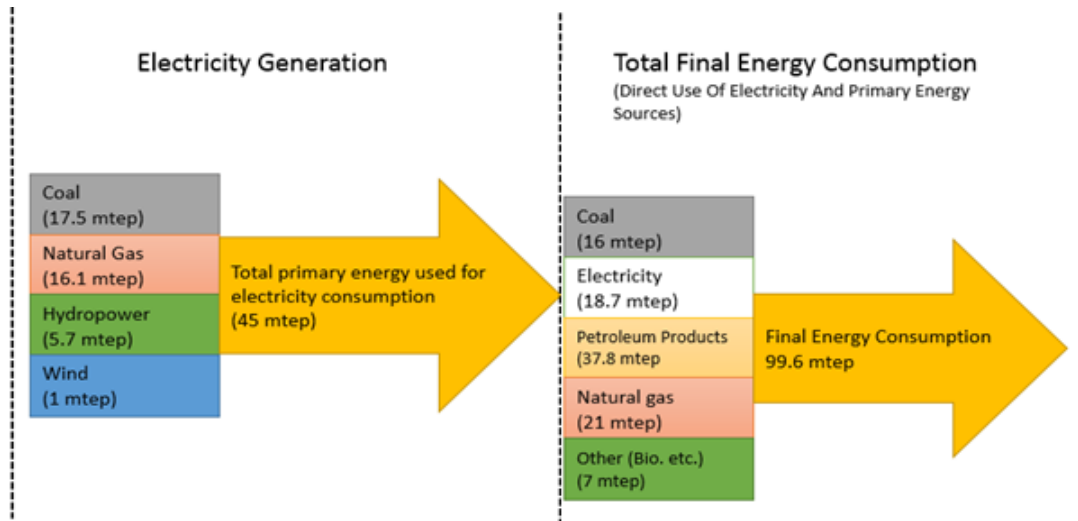 Electricity Generation
Coal
(17.5 mtep)
Natural Gas
(16.1 mtep)
Hydropower
(5.7 mtep)
Wind
(1 mtep)
Total primary energy used for
electricity consumption
(45 mtep)
Total Final Energy Consumption
(Direct Use Of Electricity And Primary Energy
Sources)
Coal
(16 mtep)
Electricity
(18.7 mtep)
Petroleum Products
(37.8 mtep
Natural gas
(21 mtep)
Other (Bio. etc.)
(7 mtep)
Final Energy Consumption
99.6 mtep